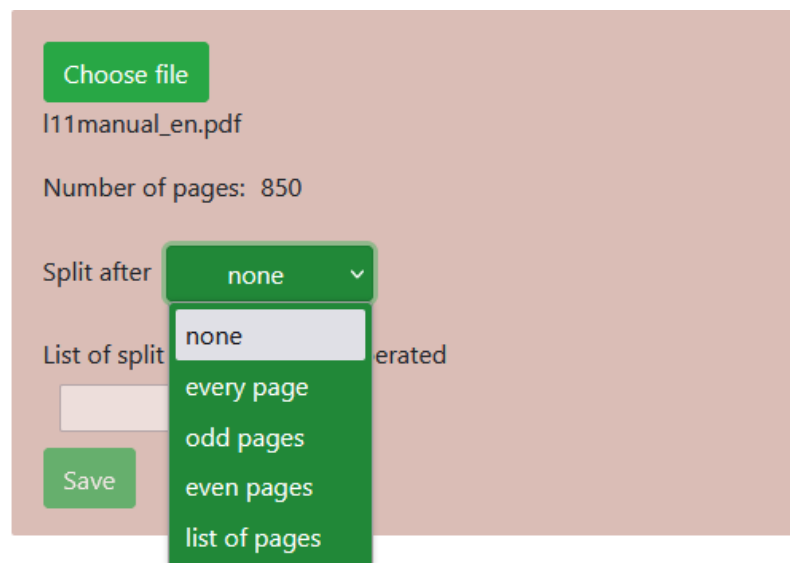 Choose file
l11manual_en.pdf
Number of pages: 850
Split after none
none
List of split erated
every page
odd pages
Save
even pages
list of pages